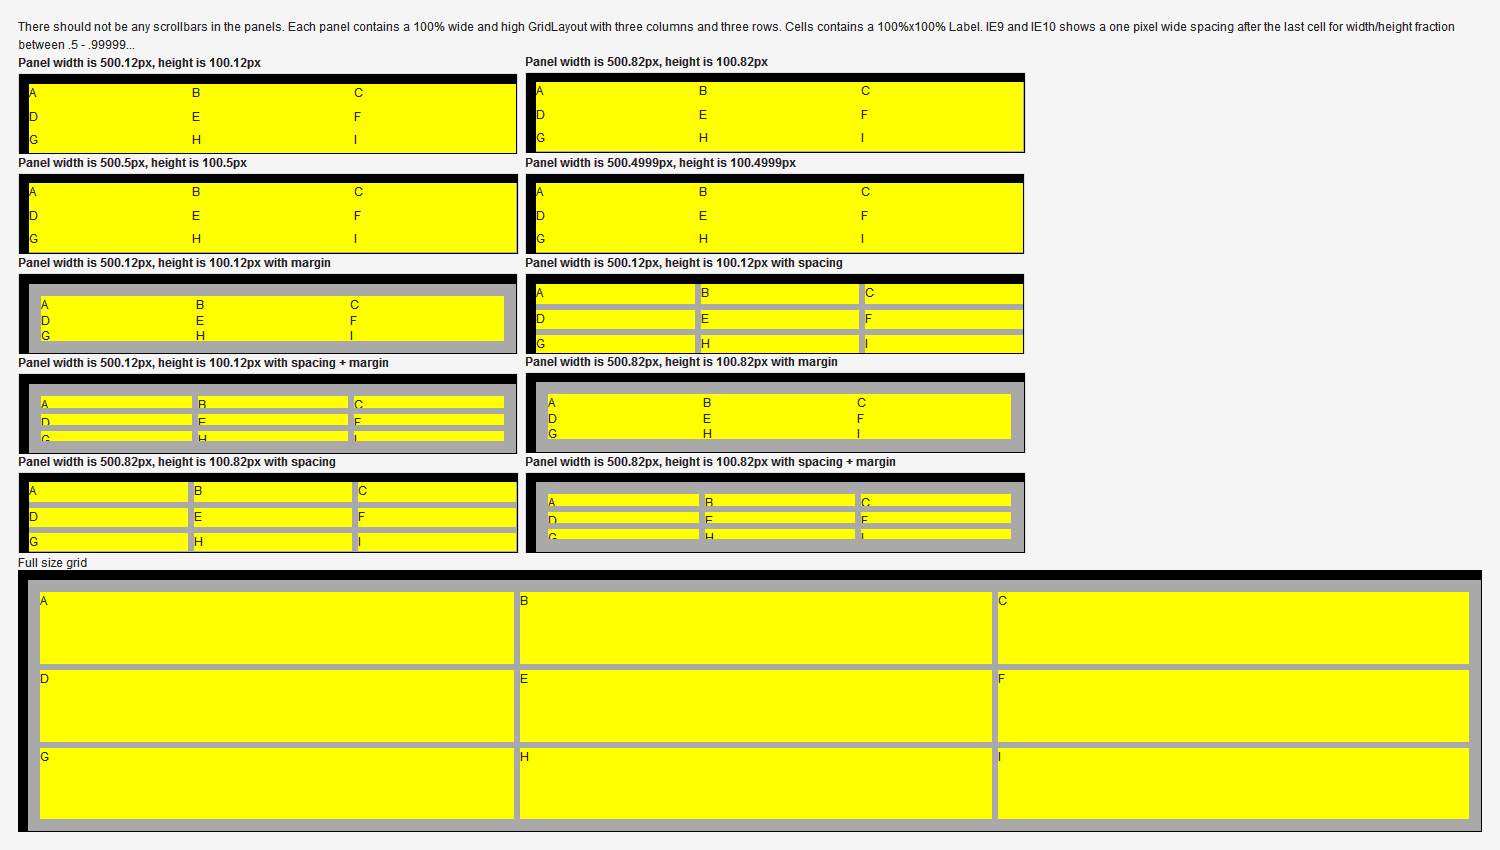 There should not be any scrollbars in the panels. Each panel contains a 100% wide and high GridLayout with three columns and three rows. Cells contains a 100%x100% Label. IE9 and IE10 shows a one pixel wide spacing after the last cell for width/height fraction
between .5 - .99999...
Panel width is 500.12px, height is 100.12px
A B C
D E F
G H I
Panel width is 500.82px, height is 100.82px
A B C
D E F
G H I
Panel width is 500.5px, height is 100.5px
A B C
D E F
G H I
Panel width is 500.4999px, height is 100.4999px
A B C
D E F
G H I
Panel width is 500.12px, height is 100.12px with margin
A B C
D E F
G H I
Panel width is 500.12px, height is 100.12px with spacing
A B C
D E F
G H I
Panel width is 500.12px, height is 100.12px with spacing + margin
A B C
D E F
G H I
Panel width is 500.82px, height is 100.82px with margin
A B C
D E F
G H I
Panel width is 500.82px, height is 100.82px with spacing
A B C
D E F
G H I
Panel width is 500.82px, height is 100.82px with spacing + margin
A B C
D E F
G H I
Full size grid
A B C
D E F
G H I